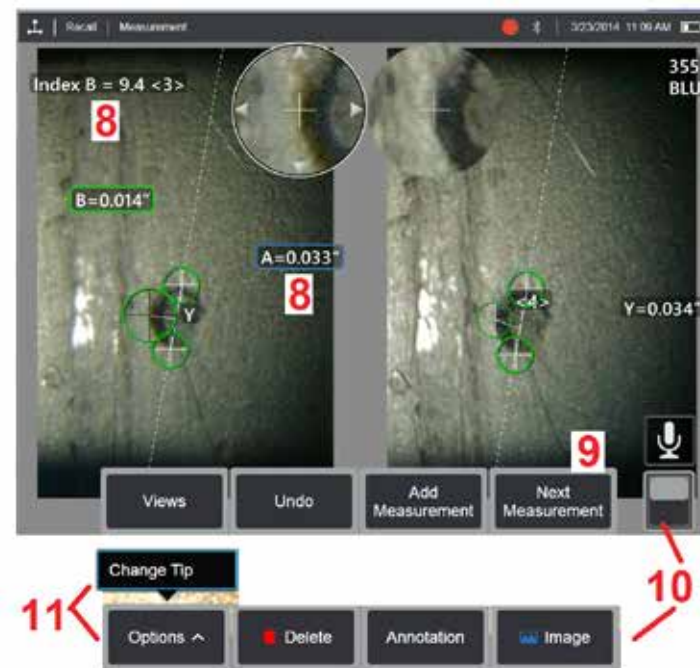 Recall Measurement 3/23/2014 11:09 AM
Index B = 9.4 <3>
8
355
BLU
B=0.014"
A=0.033"
8
Y
<4>
Y=0.034"
9
Views
Undo
Add
Measurement
Next
Measurement
10
Change Tip
11
Options
Delete
Annotation
Image